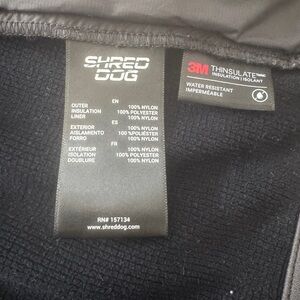 SHRED
DOG
EN
OUTER 100% NYLON
INSULATION 100% POLYESTER
LINER 100% NYLON
ES
EXTERIOR 100% NYLON
AISLAMIENTO 100% POLIÉSTER
FORRO 100% NYLON
FR
EXTÉRIEUR 100% NYLON
ISOLATION 100% POLYESTER
DOUBLURE 100% NYLON
RN# 157134
www.shreddog.com
3M THINSULATE
INSULATION | ISOLANT
WATER RESISTANT
IMPERMÉABLE